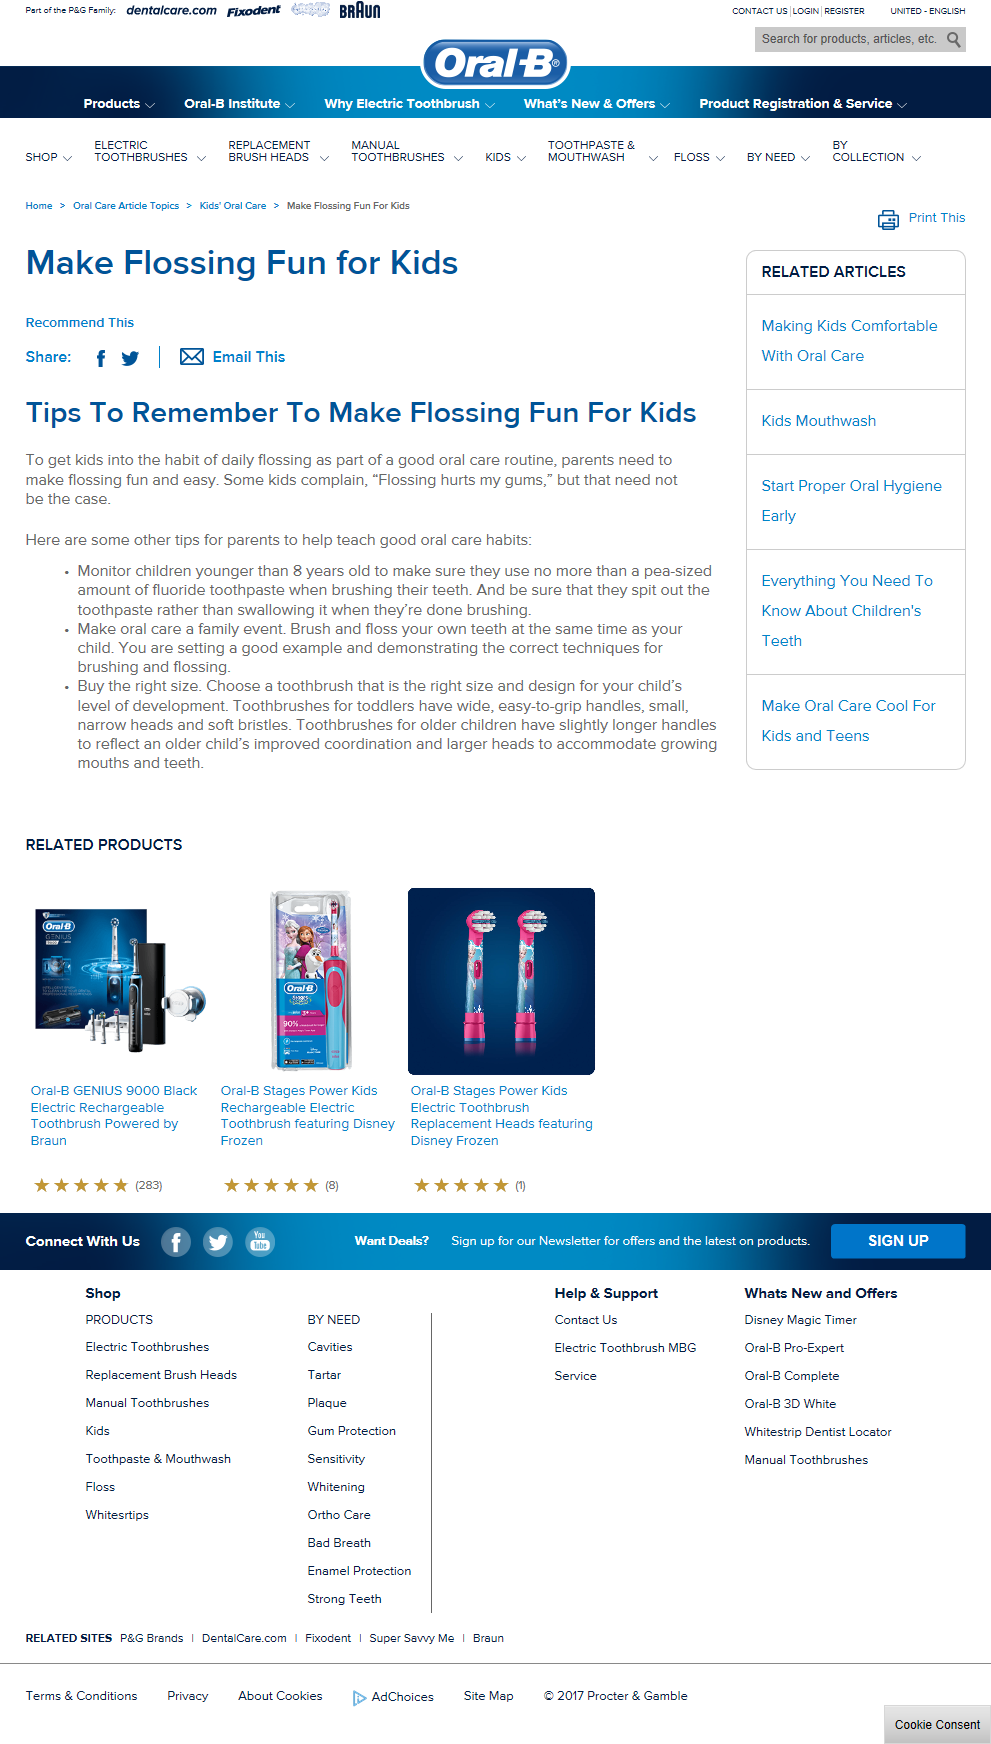 Part of the P&G Family: dentalcare.com Fixodent BRAUN
CONTACT US | LOGIN | REGISTER UNITED - ENGLISH
Search for products, articles, etc.
Oral-B®
Products Oral-B Institute Why Electric Toothbrush What's New & Offers Product Registration & Service
SHOP
ELECTRIC
TOOTHBRUSHES
REPLACEMENT
BRUSH HEADS
MANUAL
TOOTHBRUSHES
KIDS
TOOTHPASTE &
MOUTHWASH
FLOSS
BY NEED
BY
COLLECTION
Home > Oral Care Article Topics > Kids' Oral Care > Make Flossing Fun For Kids
Print This
Make Flossing Fun for Kids
Recommend This
Share: Email This
Tips To Remember To Make Flossing Fun For Kids
To get kids into the habit of daily flossing as part of a good oral care routine, parents need to
make flossing fun and easy. Some kids complain, “Flossing hurts my gums,” but that need not
be the case.
Here are some other tips for parents to help teach good oral care habits:
• Monitor children younger than 8 years old to make sure they use no more than a pea-sized
amount of fluoride toothpaste when brushing their teeth. And be sure that they spit out the
toothpaste rather than swallowing it when they’re done brushing.
• Make oral care a family event. Brush and floss your own teeth at the same time as your
child. You are setting a good example and demonstrating the correct techniques for
brushing and flossing.
• Buy the right size. Choose a toothbrush that is the right size and design for your child’s
level of development. Toothbrushes for toddlers have wide, easy-to-grip handles, small,
narrow heads and soft bristles. Toothbrushes for older children have slightly longer handles
to reflect an older child’s improved coordination and larger heads to accommodate growing
mouths and teeth.
RELATED ARTICLES
Making Kids Comfortable
With Oral Care
Kids Mouthwash
Start Proper Oral Hygiene
Early
Everything You Need To
Know About Children's
Teeth
Make Oral Care Cool For
Kids and Teens
RELATED PRODUCTS
Oral-B
GENIUS
Oral-B
STAGES
3+
90%
Oral-B GENIUS 9000 Black
Electric Rechargeable
Toothbrush Powered by
Braun
(283)
Oral-B Stages Power Kids
Rechargeable Electric
Toothbrush featuring Disney
Frozen
(8)
Oral-B Stages Power Kids
Electric Toothbrush
Replacement Heads featuring
Disney Frozen
(1)
Connect With Us You Tube Want Deals? Sign up for our Newsletter for offers and the latest on products. SIGN UP
Shop
PRODUCTS
Electric Toothbrushes
Replacement Brush Heads
Manual Toothbrushes
Kids
Toothpaste & Mouthwash
Floss
Whitesrtips
BY NEED
Cavities
Tartar
Plaque
Gum Protection
Sensitivity
Whitening
Ortho Care
Bad Breath
Enamel Protection
Strong Teeth
Help & Support
Contact Us
Electric Toothbrush MBG
Service
Whats New and Offers
Disney Magic Timer
Oral-B Pro-Expert
Oral-B Complete
Oral-B 3D White
Whitestrip Dentist Locator
Manual Toothbrushes
RELATED SITES P&G Brands | DentalCare.com | Fixodent | Super Savvy Me | Braun
Terms & Conditions Privacy About Cookies AdChoices Site Map © 2017 Procter & Gamble
Cookie Consent